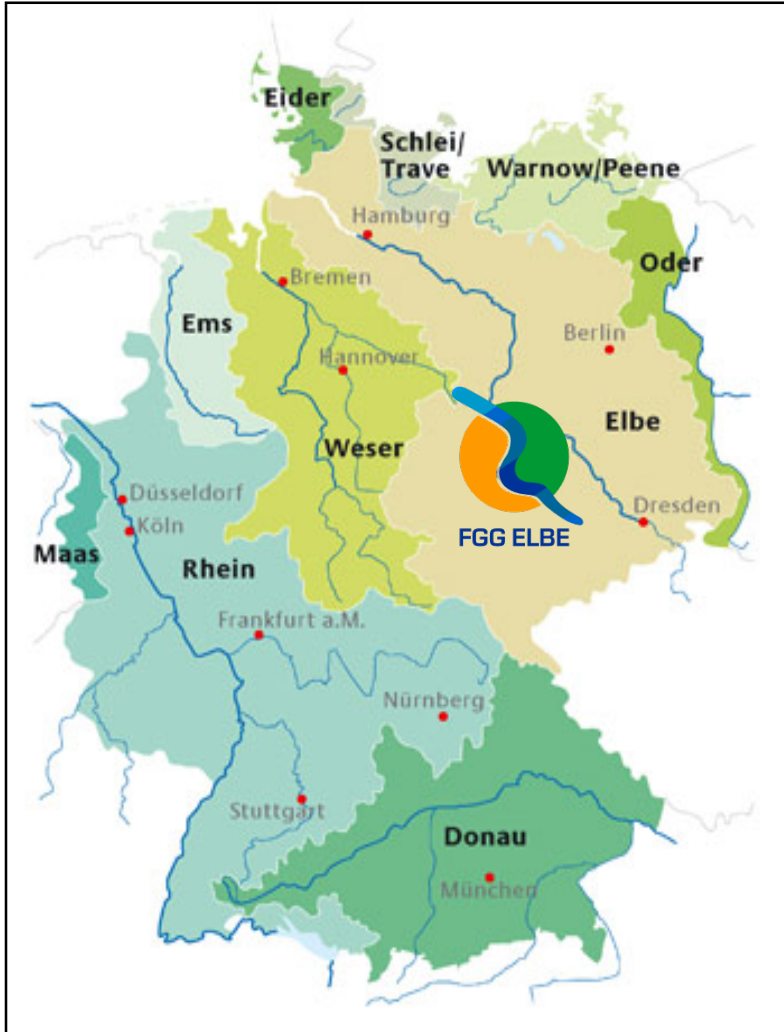 Eider
Schlei/
Trave
Warnow/Peene
Hamburg
Oder
Bremen
Ems
Berlin
Hannover
Elbe
Weser
Düsseldorf
Dresden
Köln
FGG ELBE
Maas
Rhein
Frankfurt a.M.
Nürnberg
Stuttgart
Donau
München